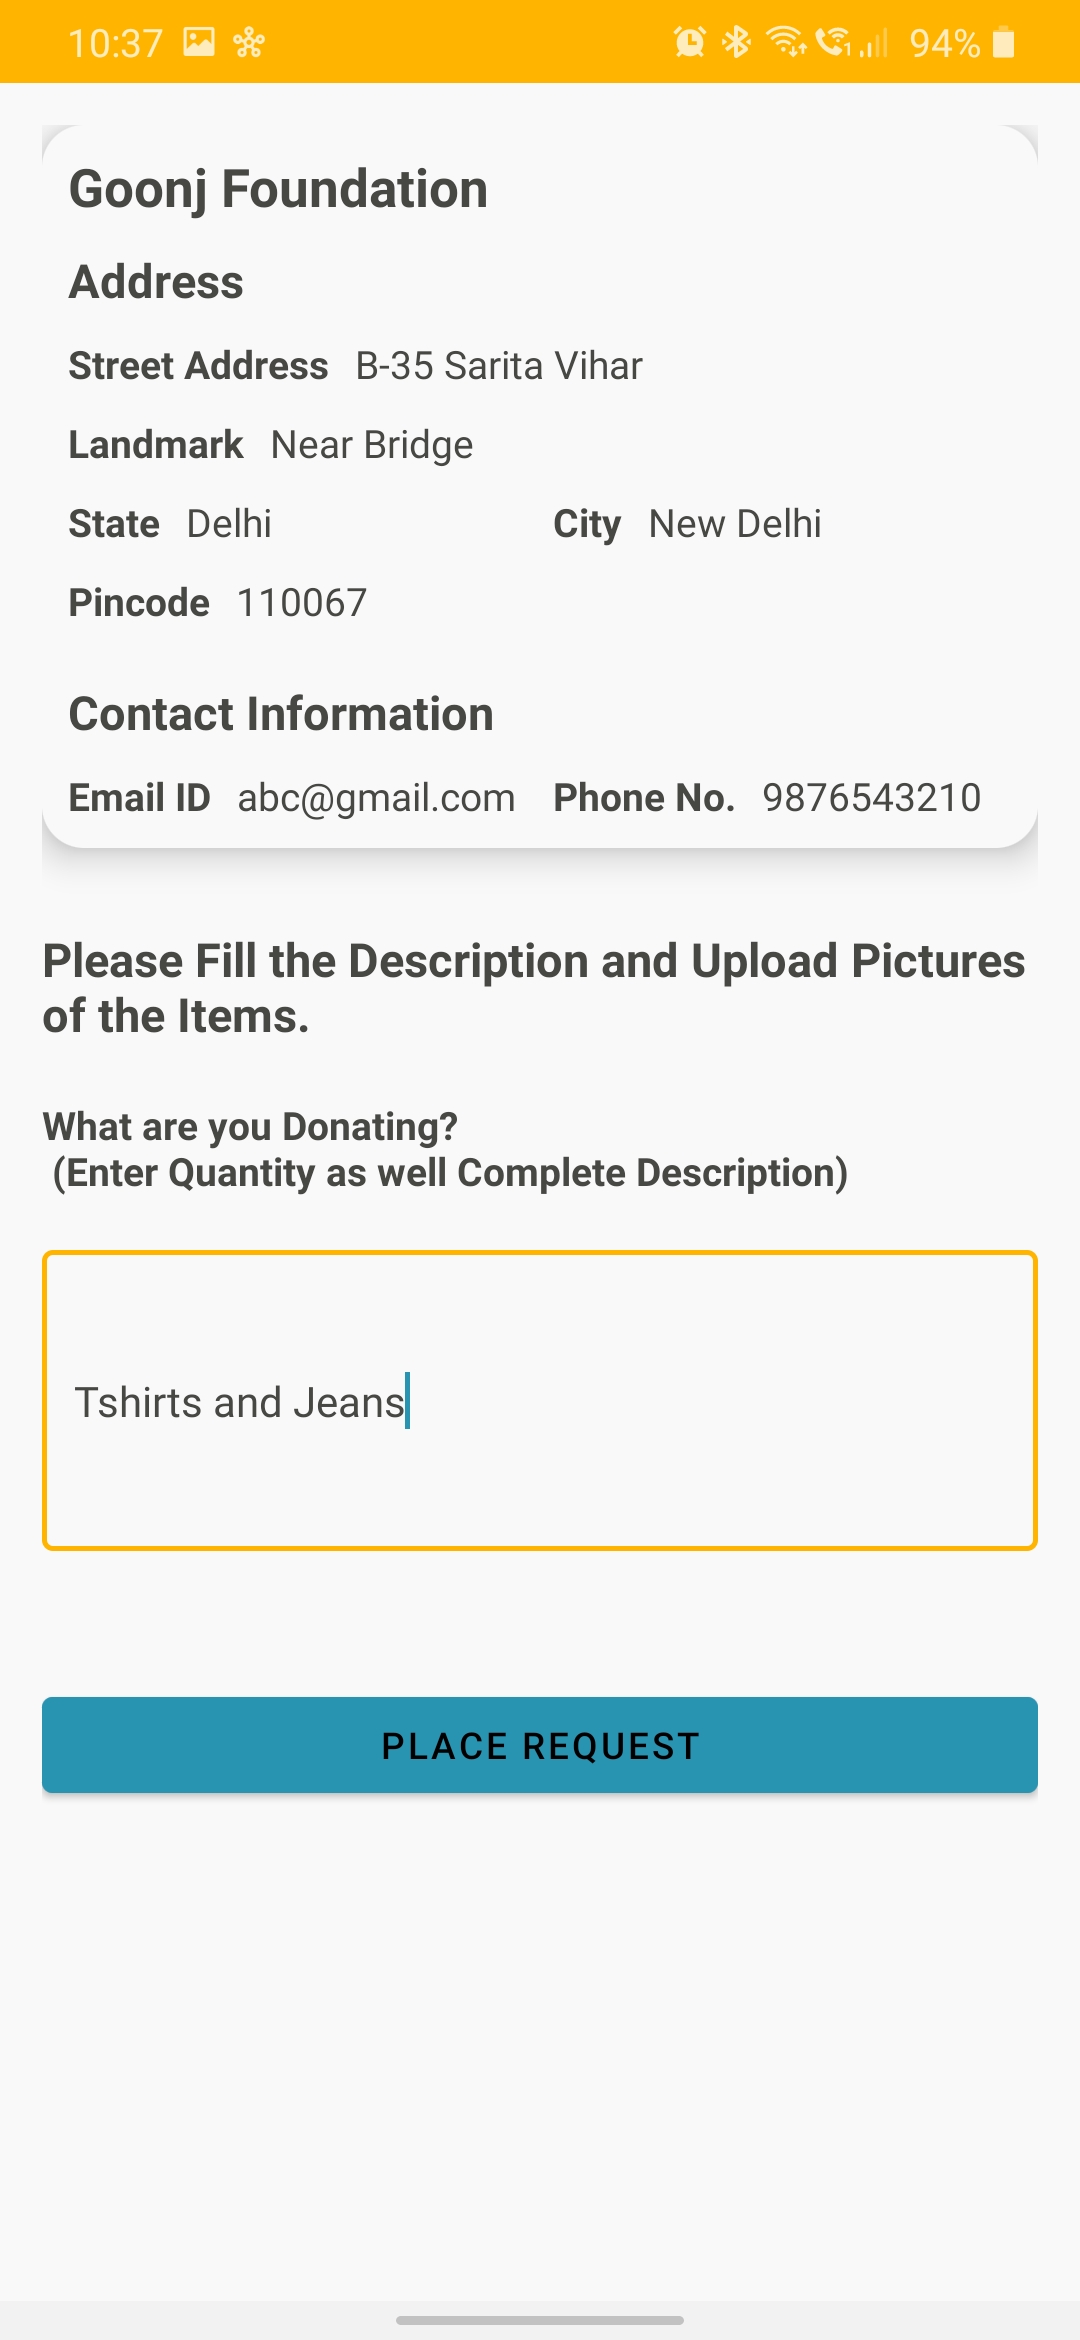 10:37 94%
Goonj Foundation
Address
Street Address B-35 Sarita Vihar
Landmark Near Bridge
State Delhi City New Delhi
Pincode 110067
Contact Information
Email ID abc@gmail.com Phone No. 9876543210
Please Fill the Description and Upload Pictures
of the Items.
What are you Donating?
(Enter Quantity as well Complete Description)
Tshirts and Jeans
PLACE REQUEST